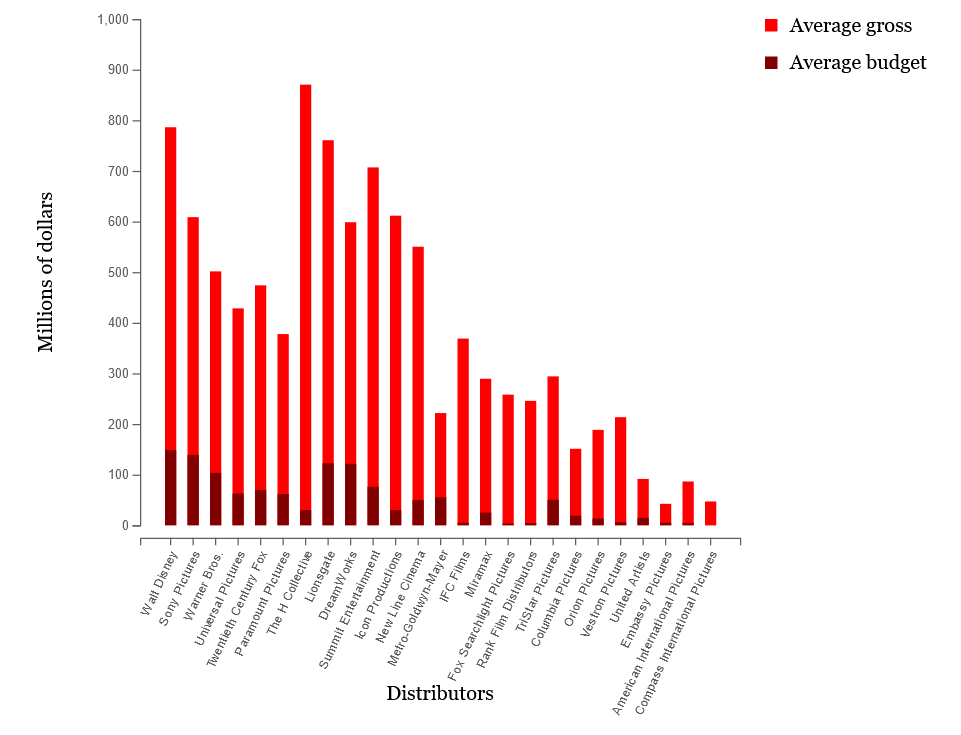 Average gross
Average budget
Millions of dollars
1,000
900
800
700
600
500
400
300
200
100
0
Walt Disney
Sony Pictures
Warner Bros.
Universal Pictures
Twentieth Century Fox
Paramount Pictures
The H Collective
Lionsgate
DreamWorks
Summit Entertainment
Icon Productions
New Line Cinema
Metro-Goldwyn-Mayer
IFC Films
Miramax
Fox Searchlight Pictures
Rank Film Distributors
TriStar Pictures
Columbia Pictures
Orion Pictures
Vestron Pictures
United Artists
Embassy Pictures
American International Pictures
Compass International Pictures
Distributors